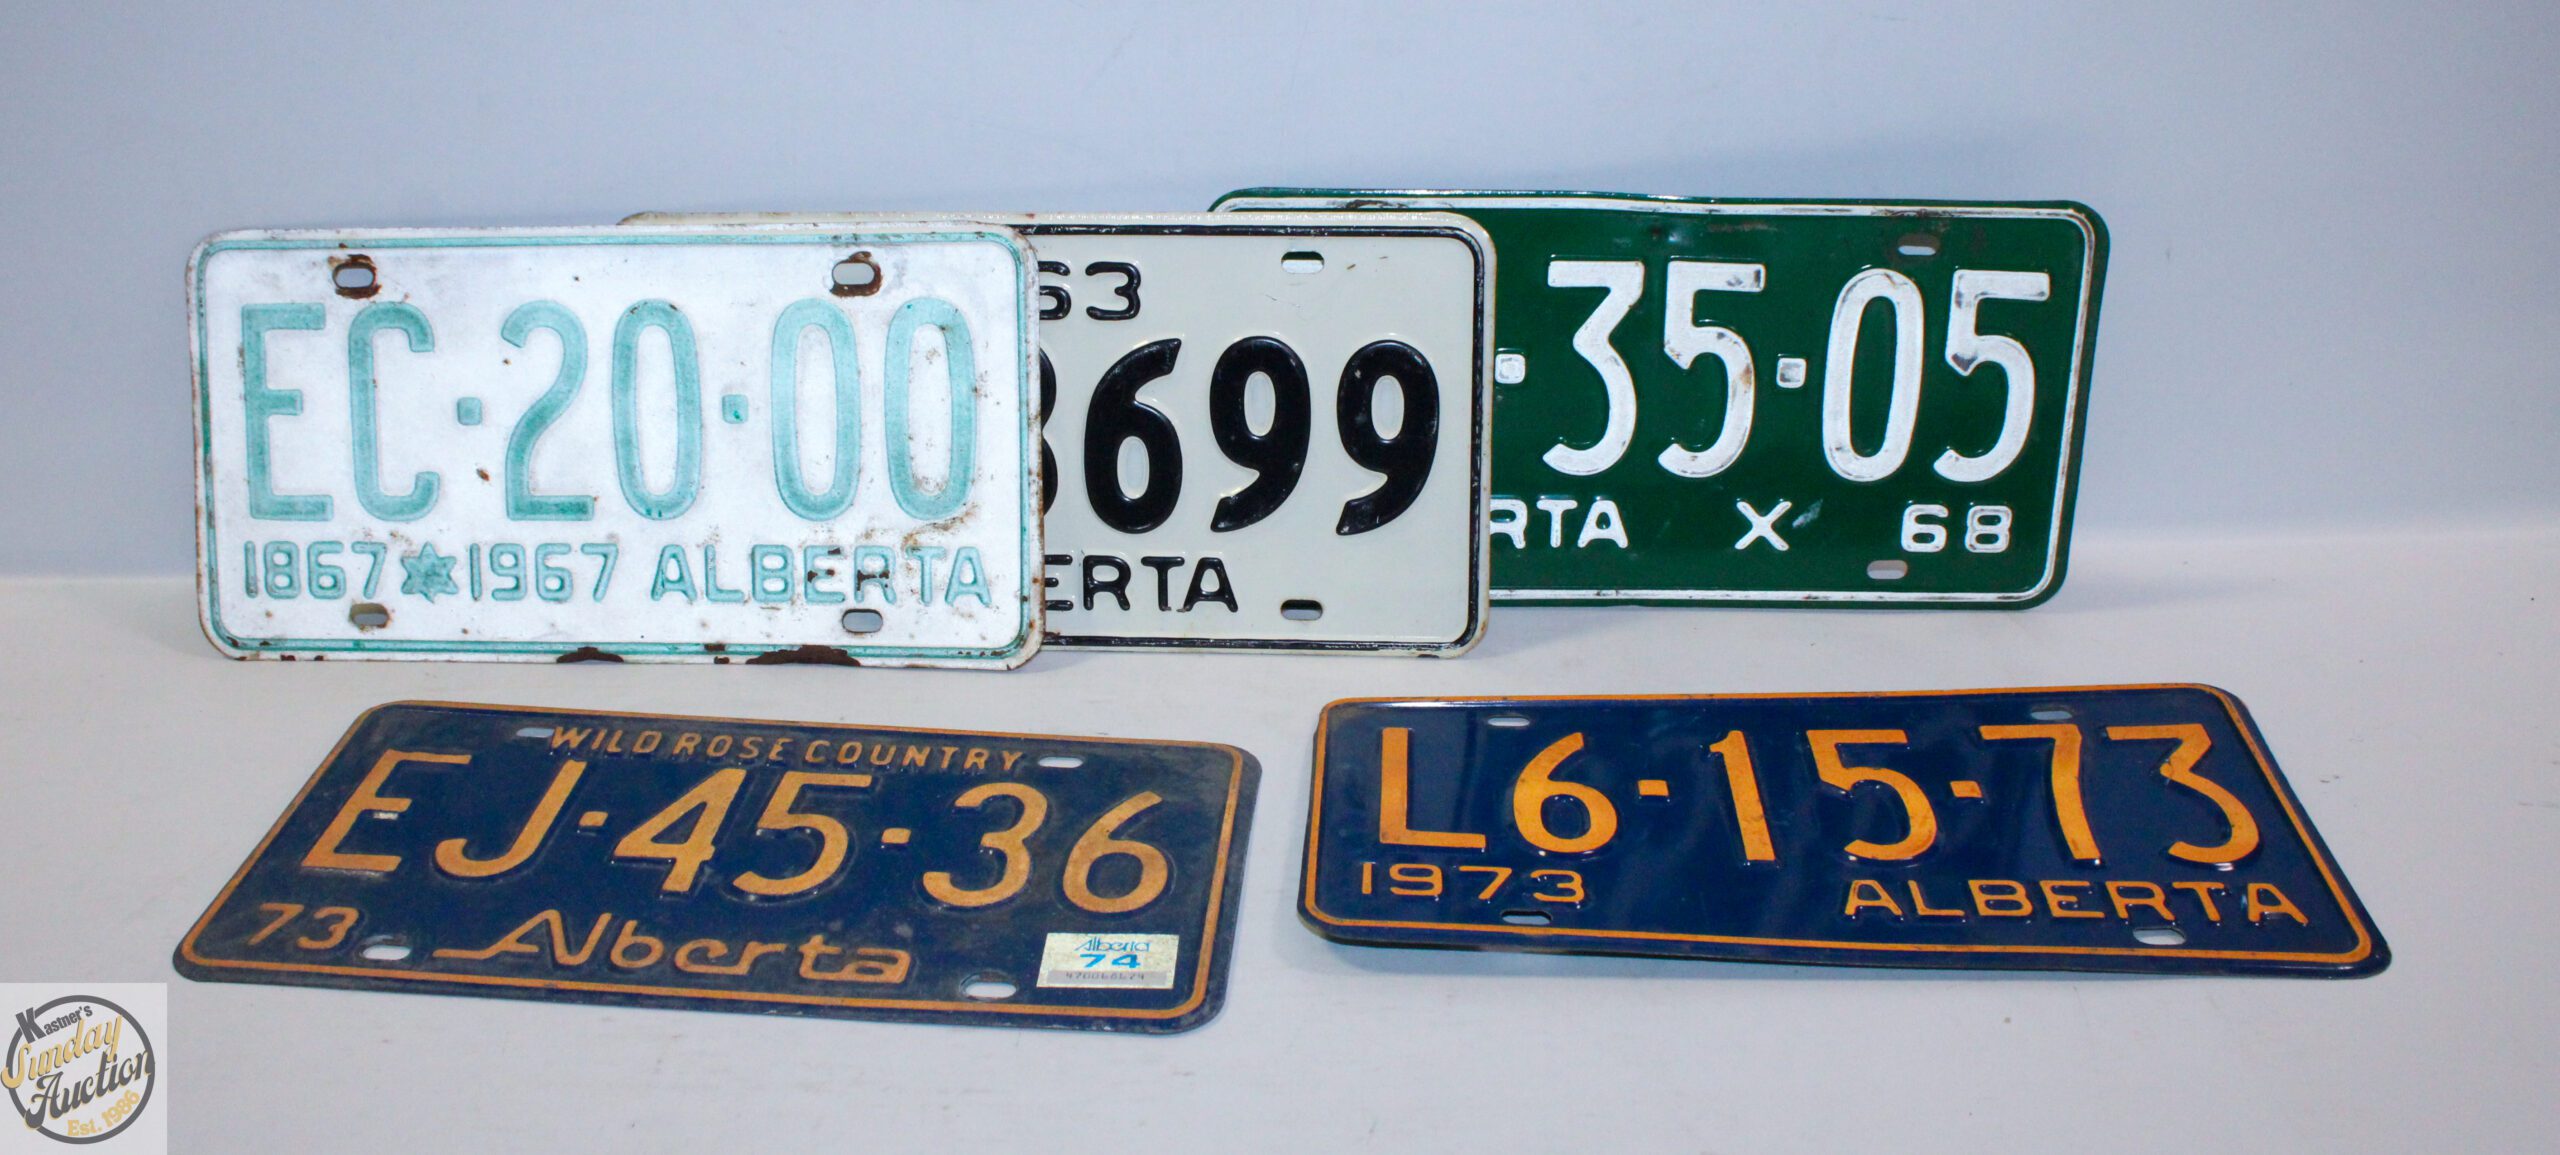 EC·20·00
1867 1967 ALBERTA
63
3699
ERTA
·35·05
RTA X 68
WILD ROSE COUNTRY
EJ·45·36
73 Alberta
Alberta
74
L6·15·73
1973 ALBERTA
Kastner's
Sunday
Auction
Est. 1986